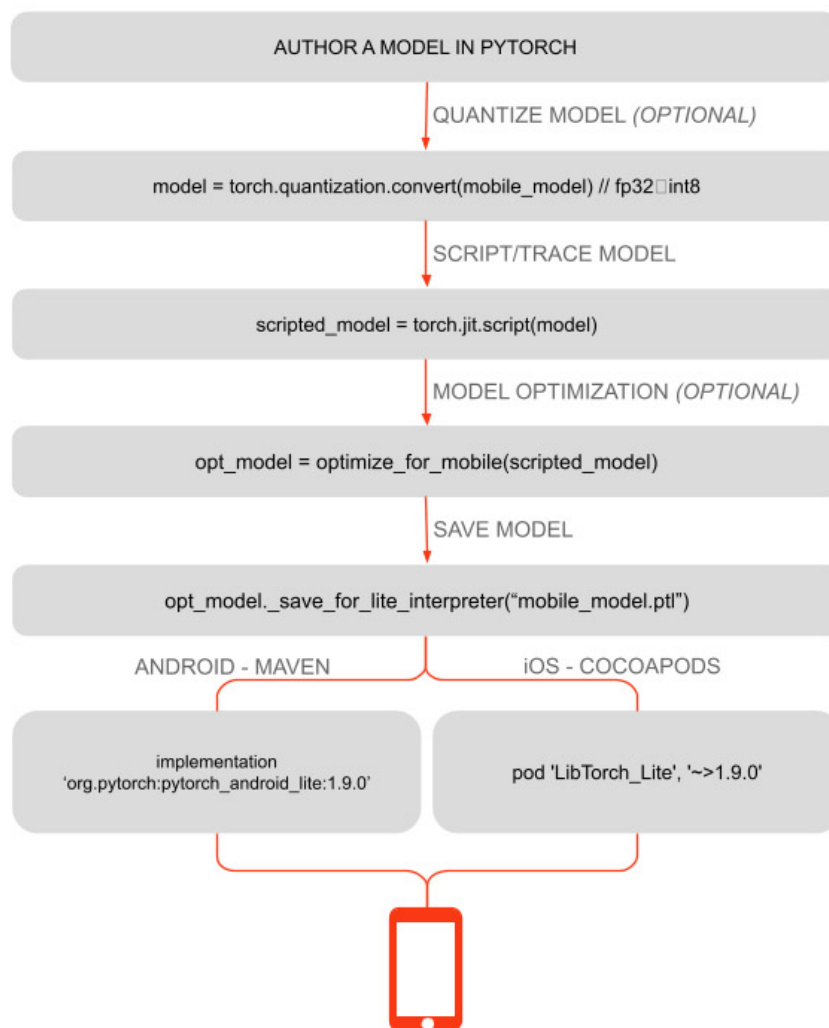 AUTHOR A MODEL IN PYTORCH
QUANTIZE MODEL (OPTIONAL)
model = torch.quantization.convert(mobile_model) // fp32□int8
SCRIPT/TRACE MODEL
scripted_model = torch.jit.script(model)
MODEL OPTIMIZATION (OPTIONAL)
opt_model = optimize_for_mobile(scripted_model)
SAVE MODEL
opt_model._save_for_lite_interpreter(“mobile_model.ptl”)
ANDROID - MAVEN
iOS - COCOAPODS
implementation
‘org.pytorch:pytorch_android_lite:1.9.0’
pod 'LibTorch_Lite', '~>1.9.0'